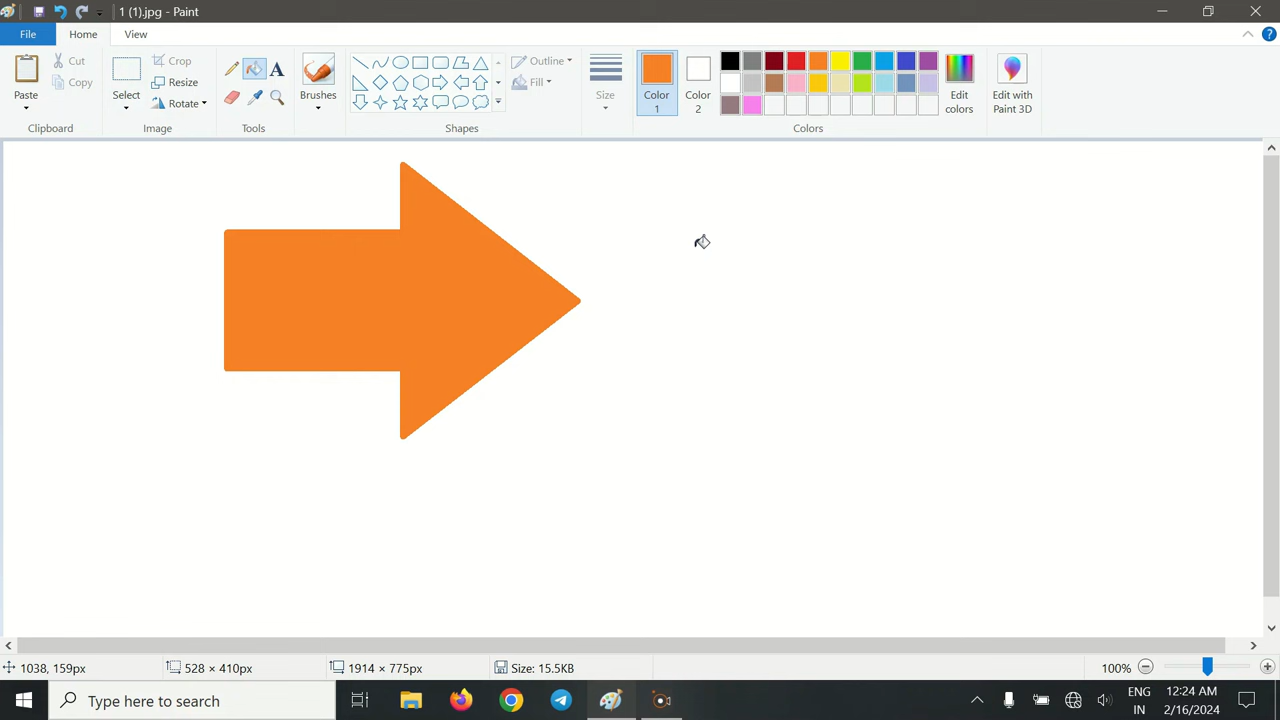 1 (1).jpg - Paint
File Home View
Paste
Cut
Copy
Clipboard
Select
Crop
Resize
Rotate
Image
A
Tools
Brushes
Shapes
Outline
Fill
Size
Color 1
Color 2
Edit colors
Colors
Edit with Paint 3D
1038, 159px
528 × 410px
1914 × 775px
Size: 15.5KB
100%
Type here to search
ENG
IN
12:24 AM
2/16/2024